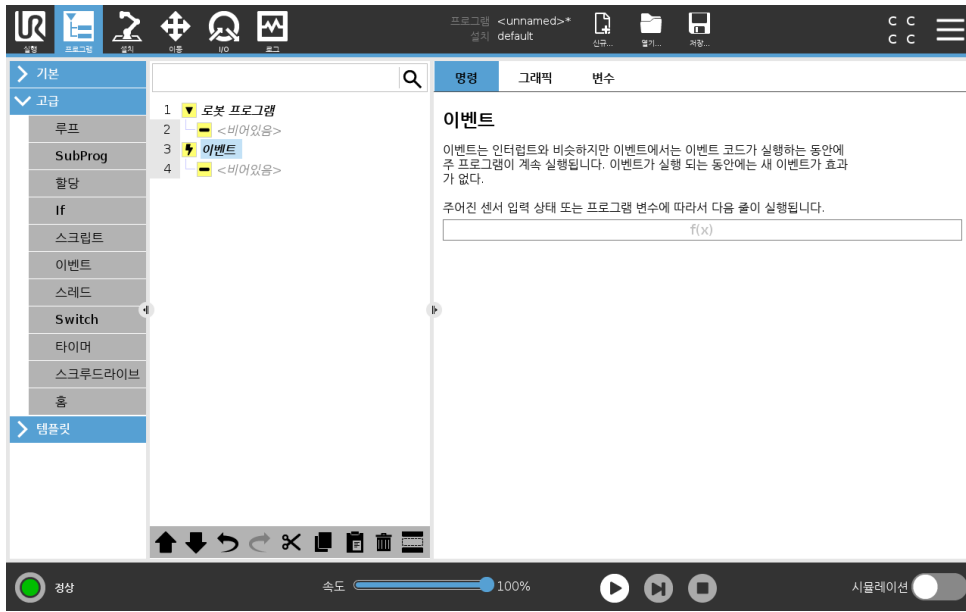 UR
실행
프로그램
설치
이동
I/O
로그
프로그램 <unnamed>*
설치 default
신규...
열기...
저장...
C C
C C
기본
고급
루프
SubProg
할당
If
스크립트
이벤트
스레드
Switch
타이머
스크루드라이브
홈
템플릿
1 로봇 프로그램
2 <비어있음>
3 이벤트
4 <비어있음>
명령 그래픽 변수
이벤트
이벤트는 인터럽트와 비슷하지만 이벤트에서는 이벤트 코드가 실행하는 동안에
주 프로그램이 계속 실행됩니다. 이벤트가 실행 되는 동안에는 새 이벤트가 효과
가 없다.
주어진 센서 입력 상태 또는 프로그램 변수에 따라서 다음 줄이 실행됩니다.
f(x)
정상
속도 100%
시뮬레이션